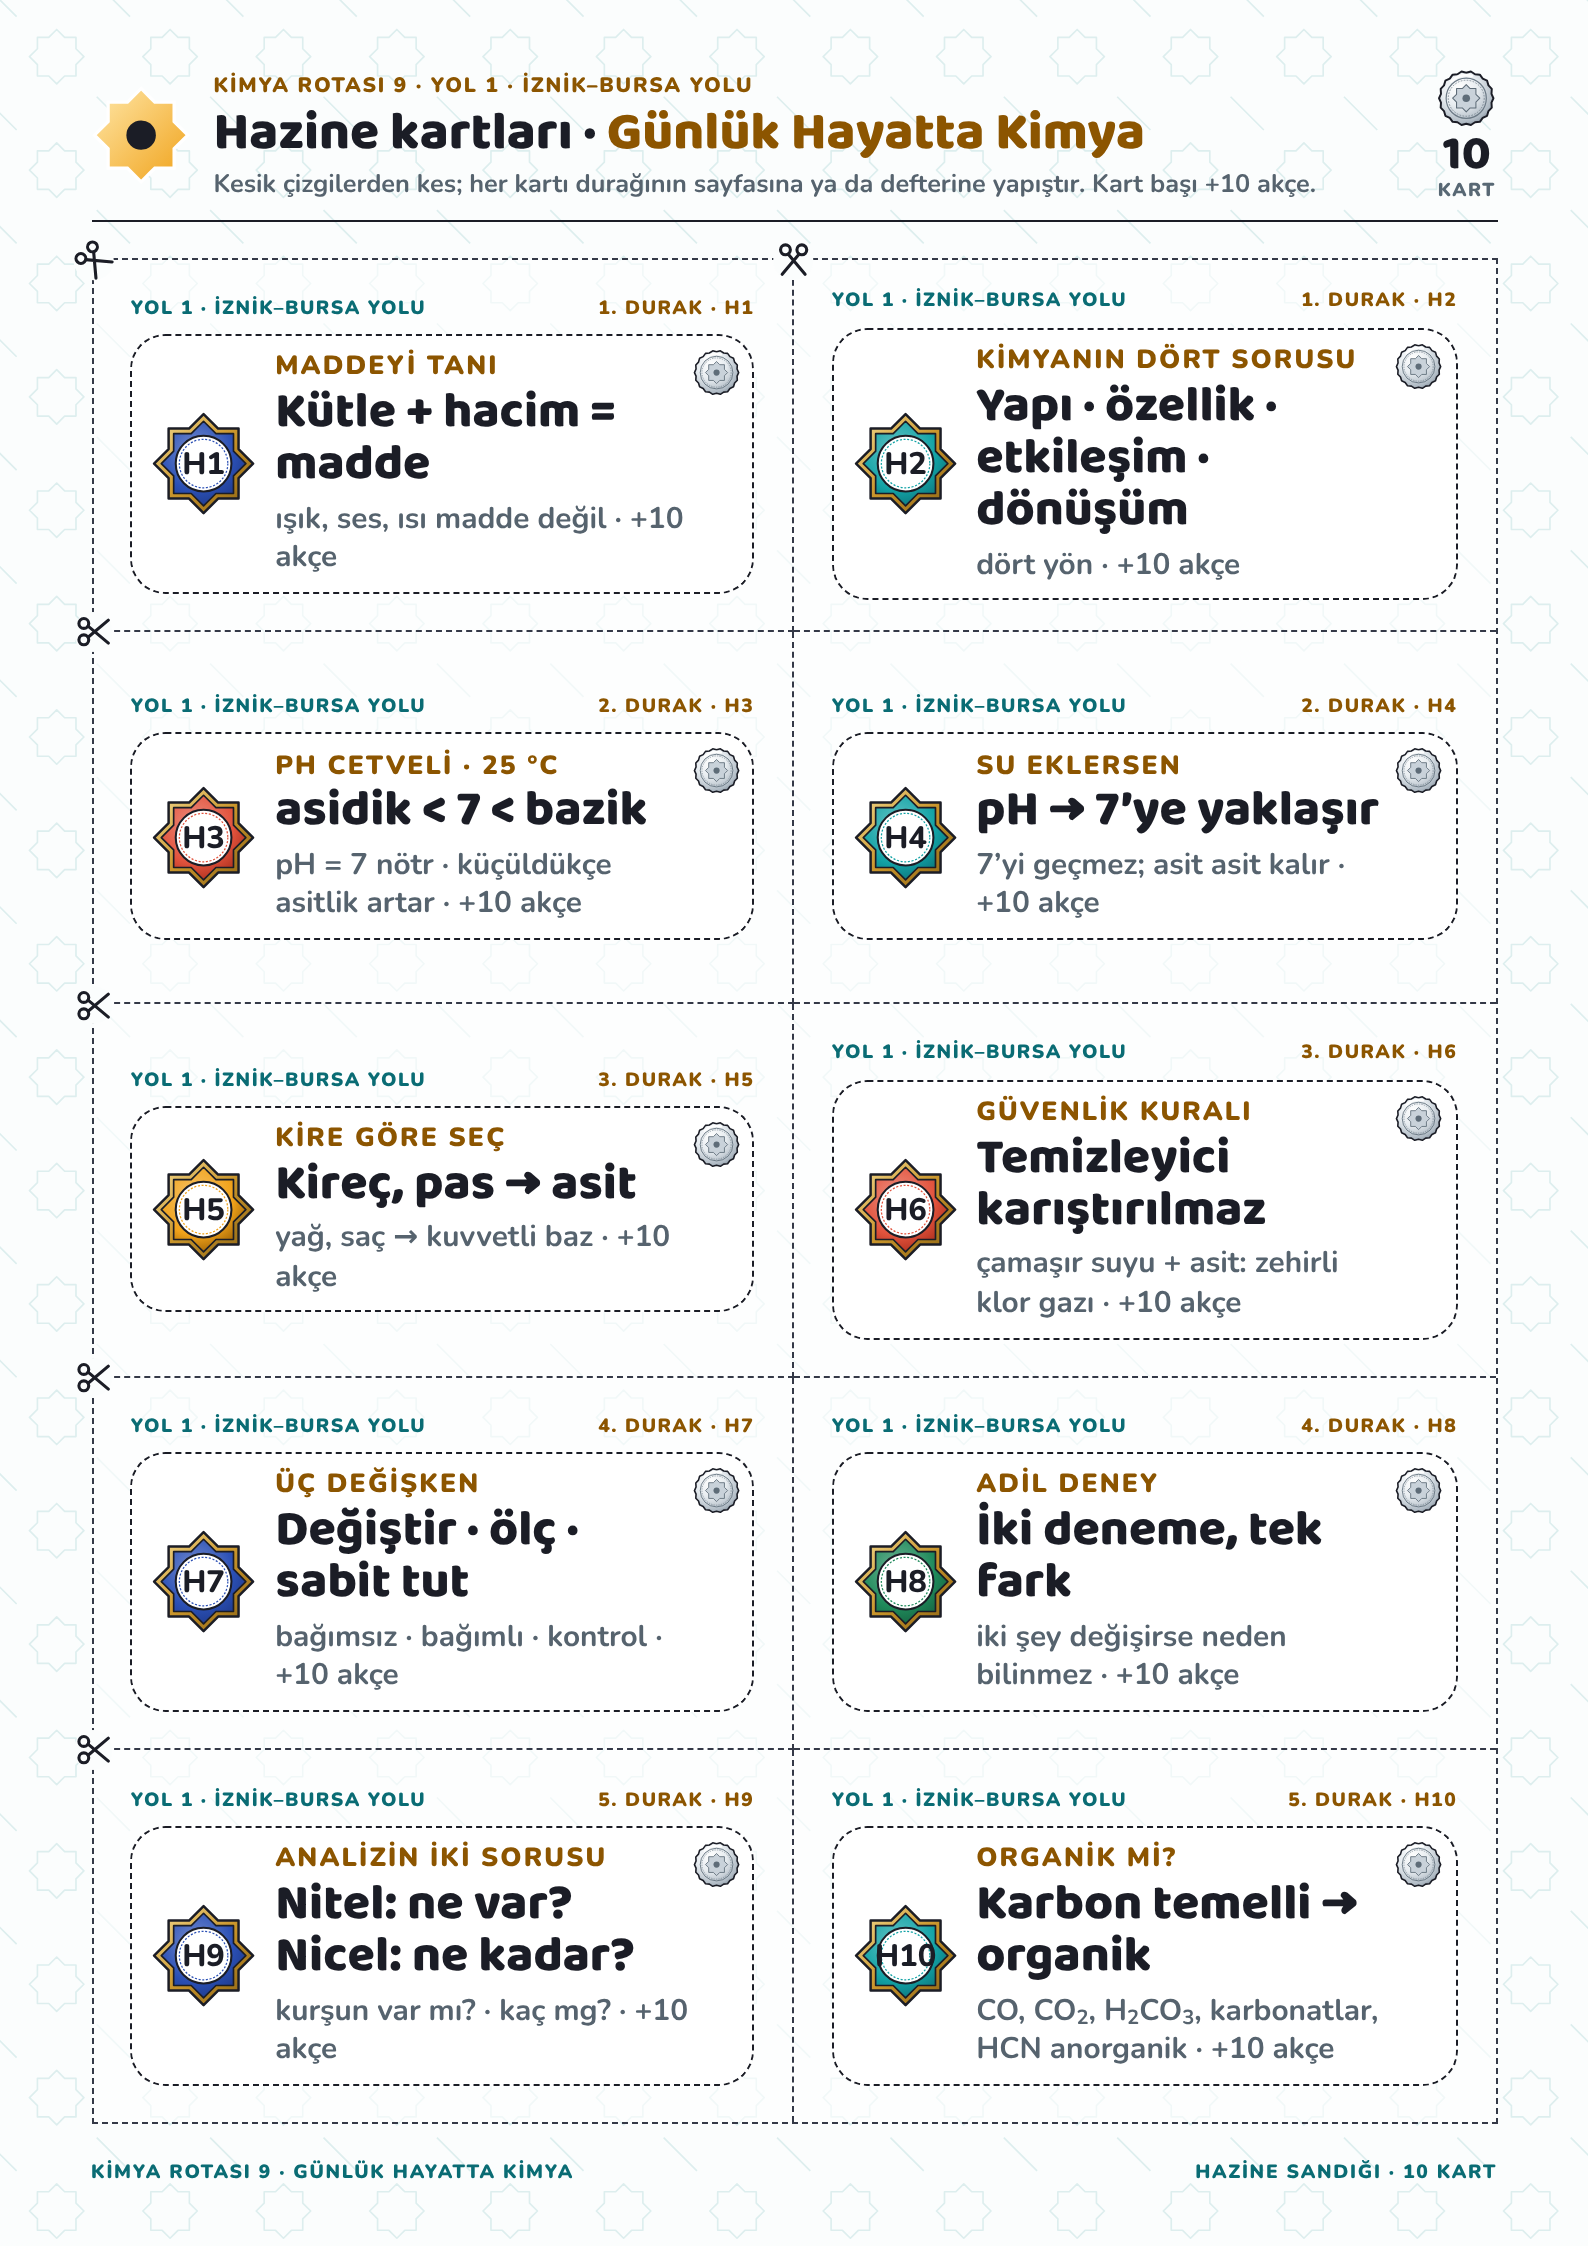 KİMYA ROTASI 9 · YOL 1 · İZNİK–BURSA YOLU
Hazine kartları · Günlük Hayatta Kimya
Kesik çizgilerden kes; her kartı durağının sayfasına ya da defterine yapıştır. Kart başı +10 akçe.
10
KART
YOL 1 · İZNİK–BURSA YOLU
1. DURAK · H1
H1
MADDEYİ TANI
Kütle + hacim =
madde
ışık, ses, ısı madde değil · +10
akçe
YOL 1 · İZNİK–BURSA YOLU
1. DURAK · H2
H2
KİMYANIN DÖRT SORUSU
Yapı · özellik ·
etkileşim ·
dönüşüm
dört yön · +10 akçe
YOL 1 · İZNİK–BURSA YOLU
2. DURAK · H3
H3
PH CETVELİ · 25 °C
asidik < 7 < bazik
pH = 7 nötr · küçüldükçe
asitlik artar · +10 akçe
YOL 1 · İZNİK–BURSA YOLU
2. DURAK · H4
H4
SU EKLERSEN
pH → 7’ye yaklaşır
7’yi geçmez; asit asit kalır ·
+10 akçe
YOL 1 · İZNİK–BURSA YOLU
3. DURAK · H5
H5
KİRE GÖRE SEÇ
Kireç, pas → asit
yağ, saç → kuvvetli baz · +10
akçe
YOL 1 · İZNİK–BURSA YOLU
3. DURAK · H6
H6
GÜVENLİK KURALI
Temizleyici
karıştırılmaz
çamaşır suyu + asit: zehirli
klor gazı · +10 akçe
YOL 1 · İZNİK–BURSA YOLU
4. DURAK · H7
H7
ÜÇ DEĞİŞKEN
Değiştir · ölç ·
sabit tut
bağımsız · bağımlı · kontrol ·
+10 akçe
YOL 1 · İZNİK–BURSA YOLU
4. DURAK · H8
H8
ADİL DENEY
İki deneme, tek
fark
iki şey değişirse neden
bilinmez · +10 akçe
YOL 1 · İZNİK–BURSA YOLU
5. DURAK · H9
H9
ANALİZİN İKİ SORUSU
Nitel: ne var?
Nicel: ne kadar?
kurşun var mı? · kaç mg? · +10
akçe
YOL 1 · İZNİK–BURSA YOLU
5. DURAK · H10
H10
ORGANİK Mİ?
Karbon temelli →
organik
CO, CO₂, H₂CO₃, karbonatlar,
HCN anorganik · +10 akçe
KİMYA ROTASI 9 · GÜNLÜK HAYATTA KİMYA
HAZİNE SANDIĞI · 10 KART